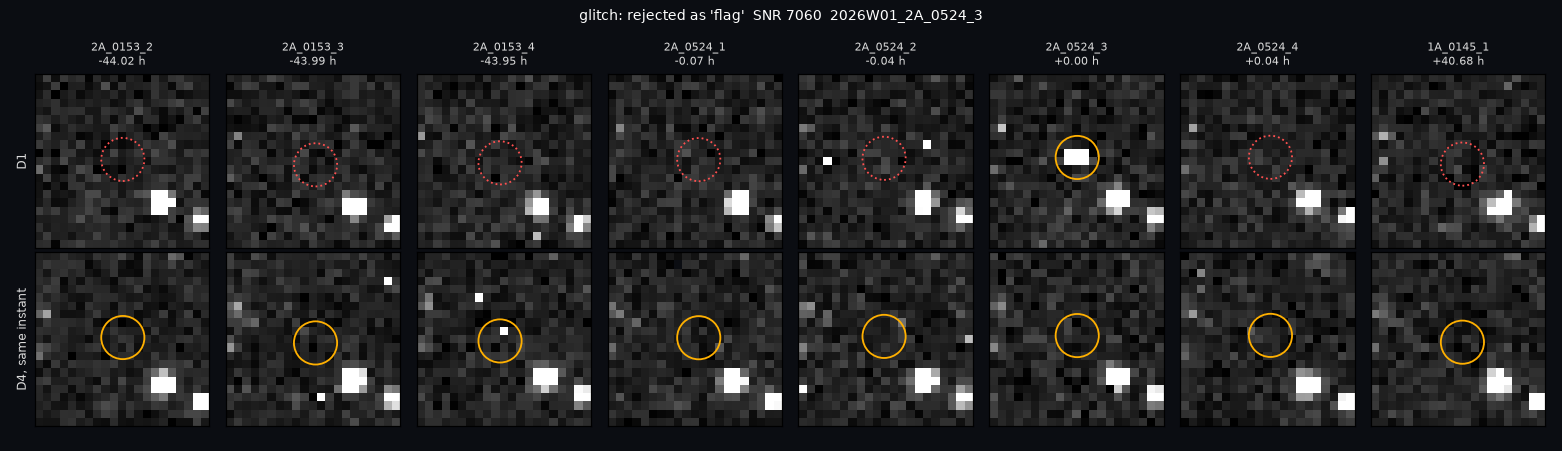 glitch: rejected as 'flag'  SNR 7060  2026W01_2A_0524_3
2A_0153_2
-44.02 h
2A_0153_3
-43.99 h
2A_0153_4
-43.95 h
2A_0524_1
-0.07 h
2A_0524_2
-0.04 h
2A_0524_3
+0.00 h
2A_0524_4
+0.04 h
1A_0145_1
+40.68 h
D1
D4, same instant